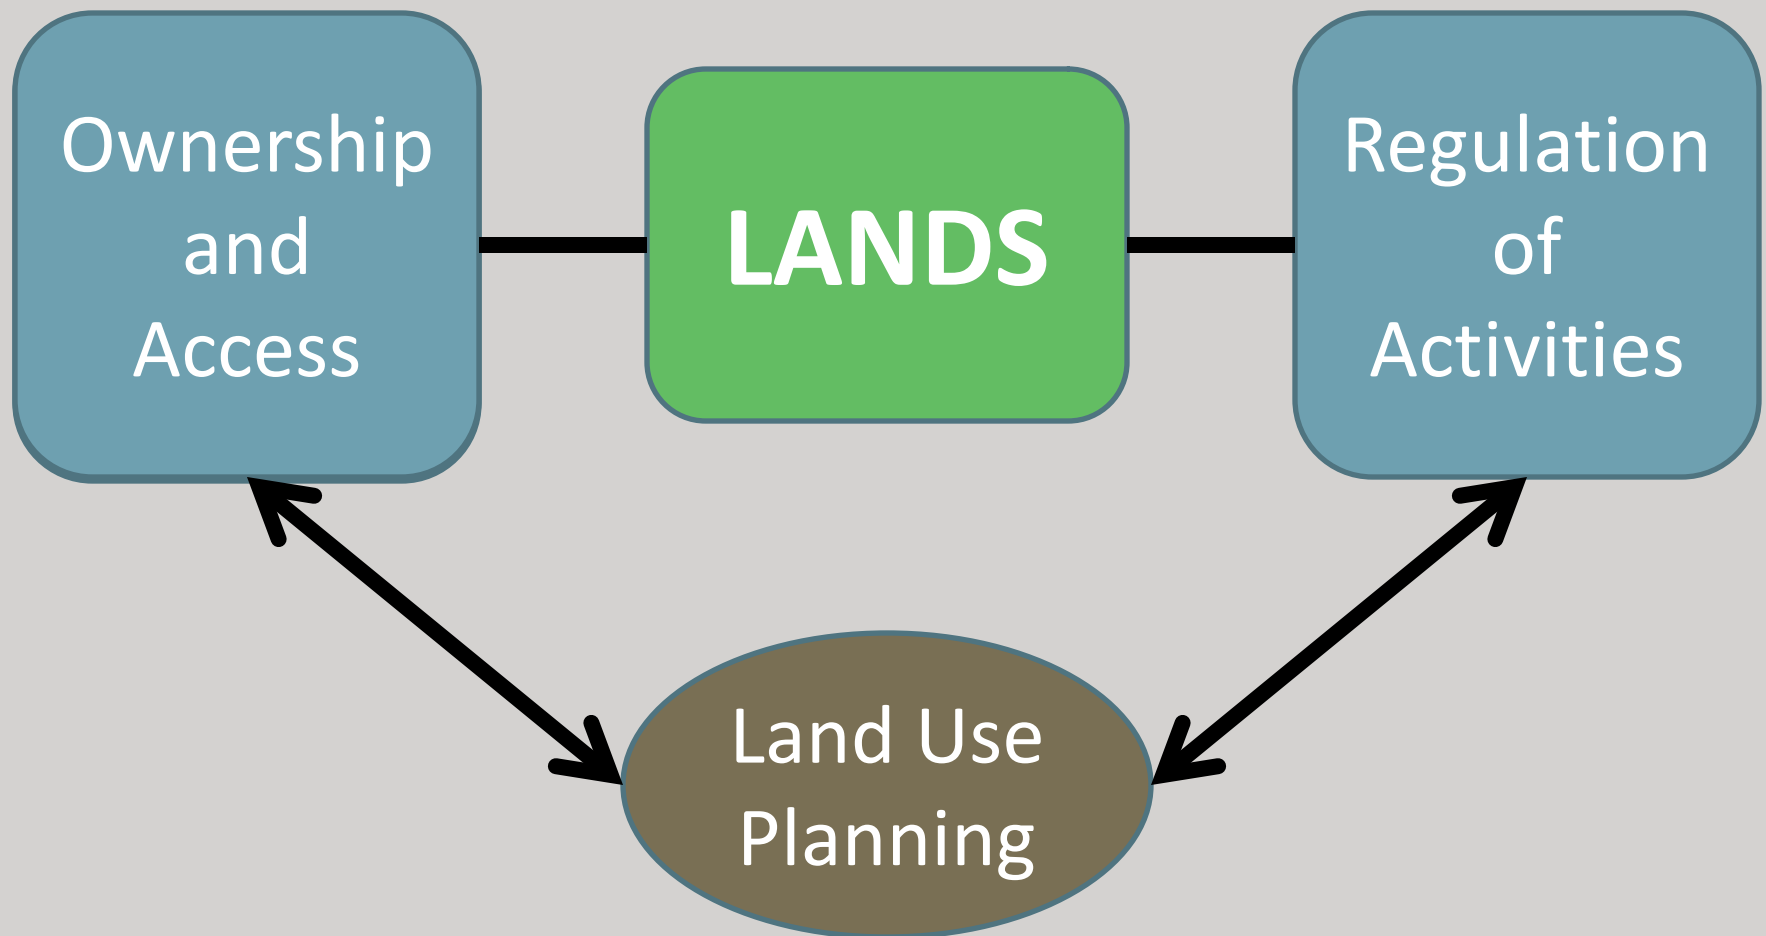 Ownership
and
Access
LANDS
Regulation
of
Activities
Land Use
Planning